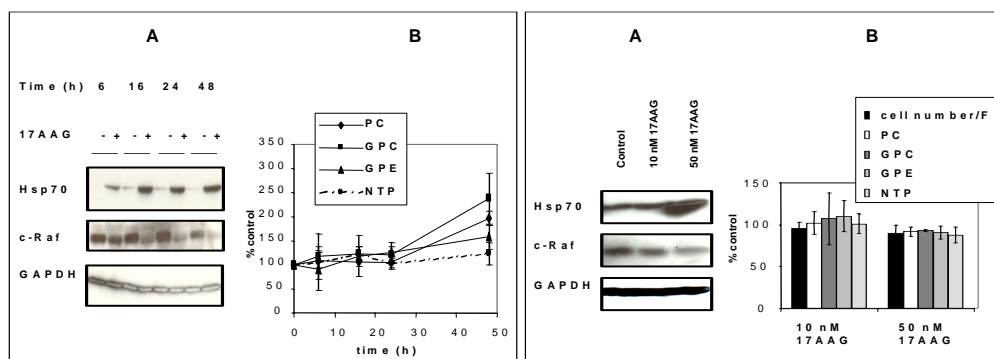 A
B
Time (h) 6 16 24 48
17AAG - + - + - + - +
Hsp70
c-Raf
GAPDH
PC
GPC
GPE
NTP
350
300
250
200
150
100
50
0
% control
0 10 20 30 40 50
time (h)
A
B
Control
10 nM 17AAG
50 nM 17AAG
Hsp70
c-Raf
GAPDH
cell number/F
PC
GPC
GPE
NTP
150
100
50
0
% control
10 nM
17AAG
50 nM
17AAG